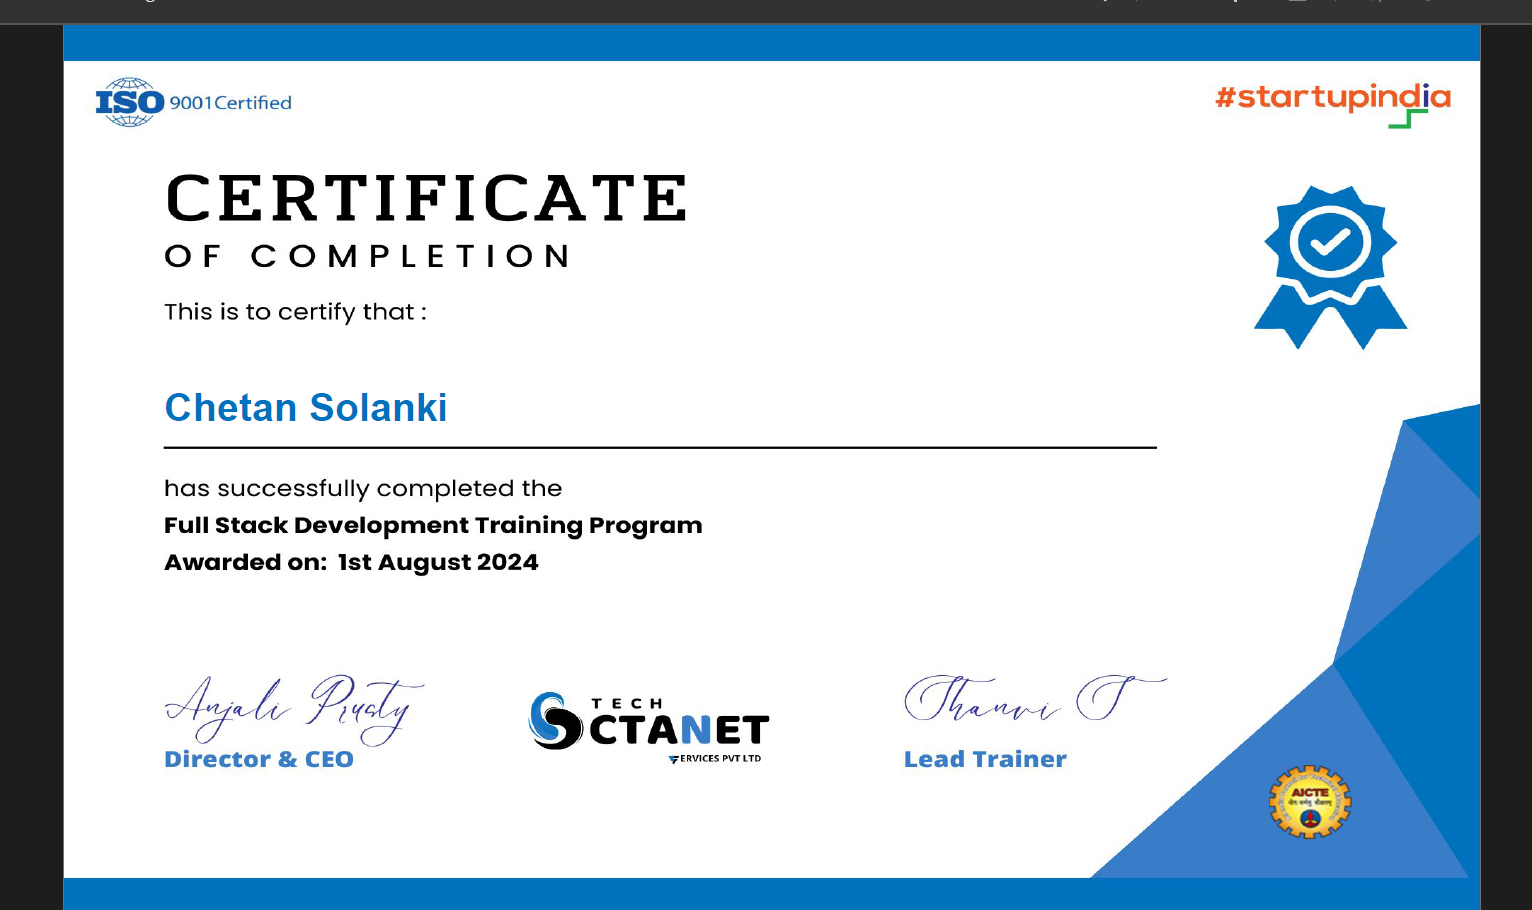 ISO 9001 Certified
#startupindia
CERTIFICATE
OF COMPLETION
This is to certify that :
Chetan Solanki
has successfully completed the
Full Stack Development Training Program
Awarded on: 1st August 2024
Anjali Prusty
Director & CEO
TECH
OCTANET
SERVICES PVT LTD
Thanvi T
Lead Trainer
AICTE